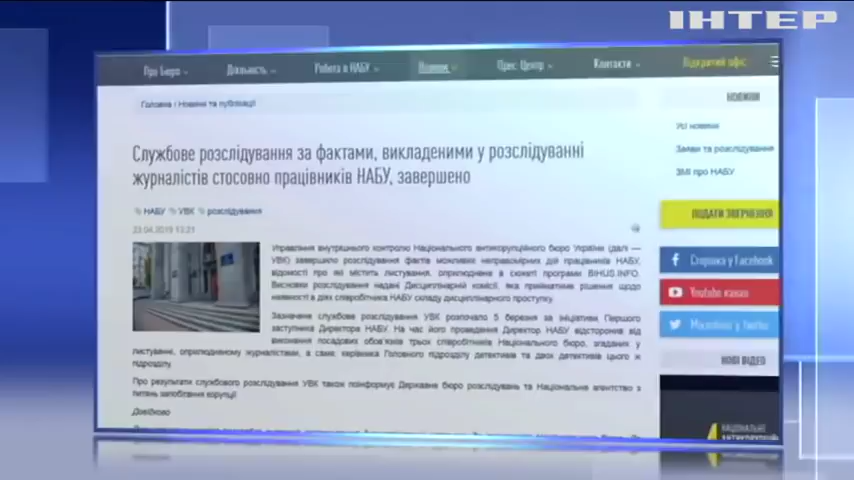 ІНТЕР
Про Бюро
Діяльність
Робота в НАБУ
Новини
Прес Центр
Контакти
Відкритий офіс
Головна / Новини та публікації
НОВИНИ
Усі новини
Заяви та розслідування
ЗМІ про НАБУ
Службове розслідування за фактами, викладеними у розслідуванні
журналістів стосовно працівників НАБУ, завершено
НАБУ УВК розслідування
23.04.2019 13:21
ПОДАТИ ЗВЕРНЕННЯ
Управління внутрішнього контролю Національного антикорупційного бюро України (далі —
УВК) завершило розслідування фактів можливих неправомірних дій працівників НАБУ,
відомості про які містить листування, оприлюднене в сюжеті програми BIHUS.INFO.
Висновки розслідування надані Дисциплінарній комісії, яка прийматиме рішення щодо
наявності в діях співробітників НАБУ складу дисциплінарного проступку.
Сторінка у Facebook
Youtube канал
Мікроблог у Twitter
Зазначене службове розслідування УВК розпочало 5 березня за ініціативи Першого
заступника Директора НАБУ. На час його проведення Директор НАБУ відсторонив від
виконання посадових обов'язків трьох співробітників Національного бюро, згаданих у
листуванні, оприлюдненому журналістами, а саме: керівника Головного підрозділу детективів та двох детективів цього ж
підрозділу.
НОВІ ВІДЕО
Про результати службового розслідування УВК також поінформує Державне бюро розслідувань та Національне агентство з
питань запобігання корупції
Довідково
НАЦІОНАЛЬНЕ
АНТИКОРУПЦІЙ